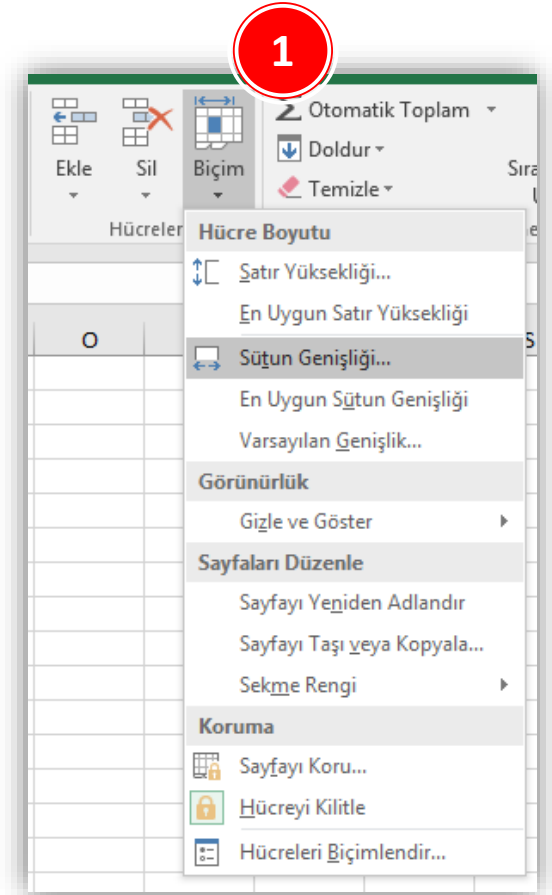 1
Otomatik Toplam
Doldur
Ekle Sil Biçim
Temizle
Hücreler
Hücre Boyutu
Satır Yüksekliği...
En Uygun Satır Yüksekliği
O
S
Sütun Genişliği...
En Uygun Sütun Genişliği
Varsayılan Genişlik...
Görünürlük
Gizle ve Göster
Sayfaları Düzenle
Sayfayı Yeniden Adlandır
Sayfayı Taşı veya Kopyala...
Sekme Rengi
Koruma
Sayfayı Koru...
Hücreyi Kilitle
Hücreleri Biçimlendir...